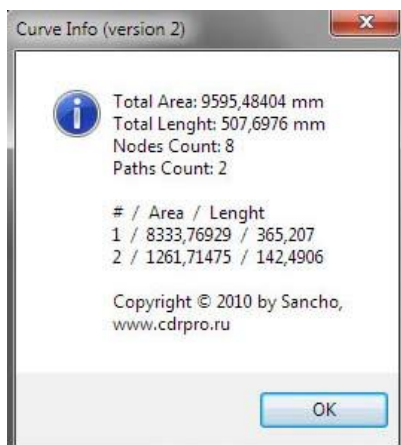 Curve Info (version 2)
x
Total Area: 9595,48404 mm
Total Lenght: 507,6976 mm
Nodes Count: 8
Paths Count: 2
# / Area / Lenght
1 / 8333,76929 / 365,207
2 / 1261,71475 / 142,4906
Copyright © 2010 by Sancho,
www.cdrpro.ru
OK